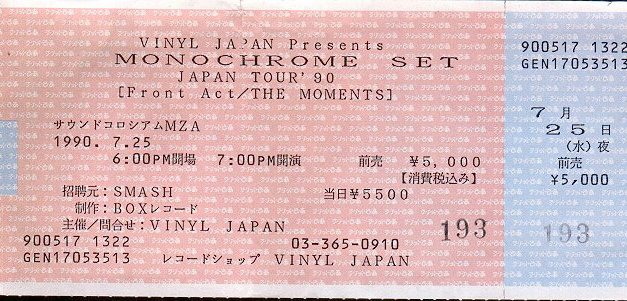 VINYL JAPAN Presents
MONOCHROME SET
JAPAN TOUR'90
[Front Act/THE MOMENTS]
サウンドコロシアムMZA
1990. 7.25
6:00PM開場 7:00PM開演 前売 ¥5,000
【消費税込み】
招聘元:SMASH 当日¥5500
制作:BOXレコード
主催/問合せ:VINYL JAPAN 193
900517 1322 03-365-0910
GEN17053513 レコードショップ VINYL JAPAN
900517 1322
GEN17053513
7月
25日
(水)夜
前売
¥5,000
193